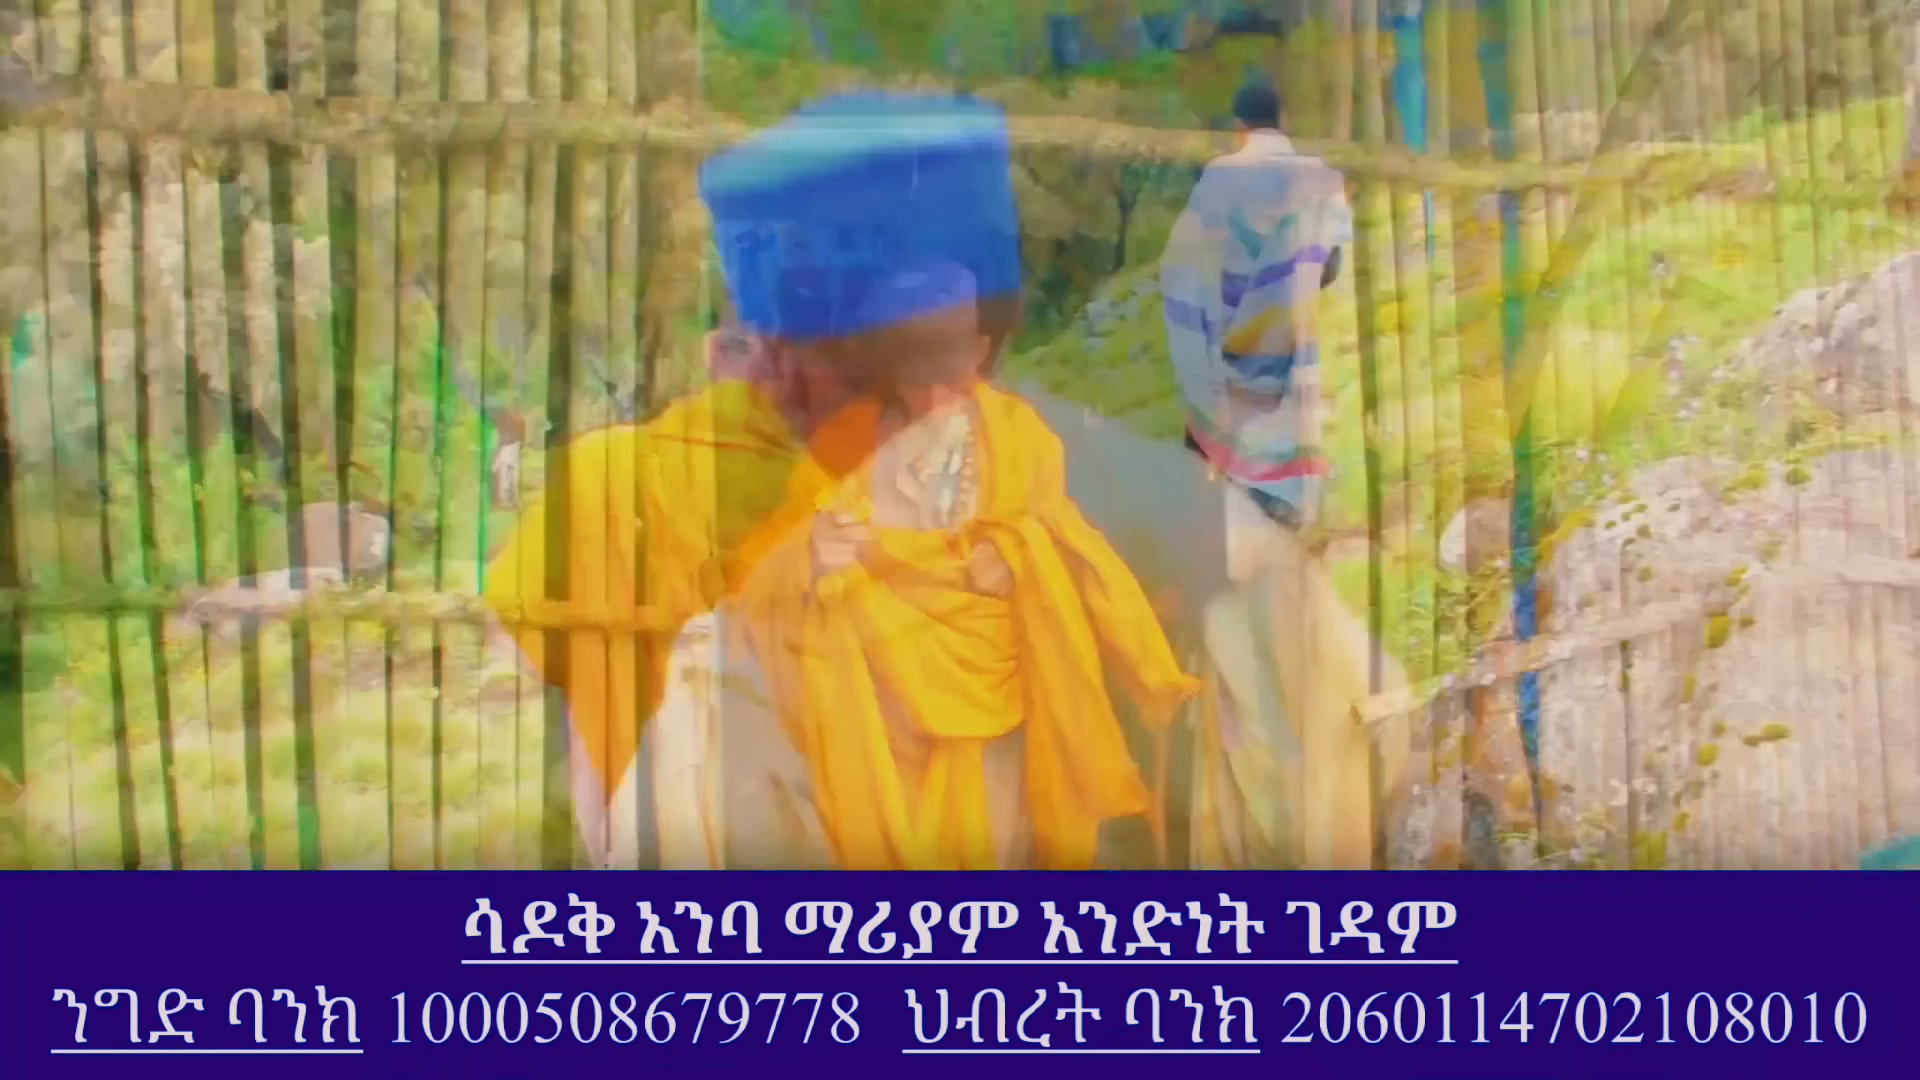 ሳዶቅ አንባ ማሪያም አንድነት ገዳም
ንግድ ባንክ 1000508679778 ህብረት ባንክ 2060114702108010